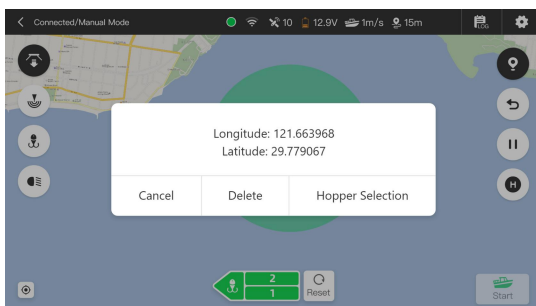 Connected/Manual Mode
10
12.9V
1m/s
15m
LOG
Longitude: 121.663968
Latitude: 29.779067
Cancel
Delete
Hopper Selection
H
2
1
Reset
Start